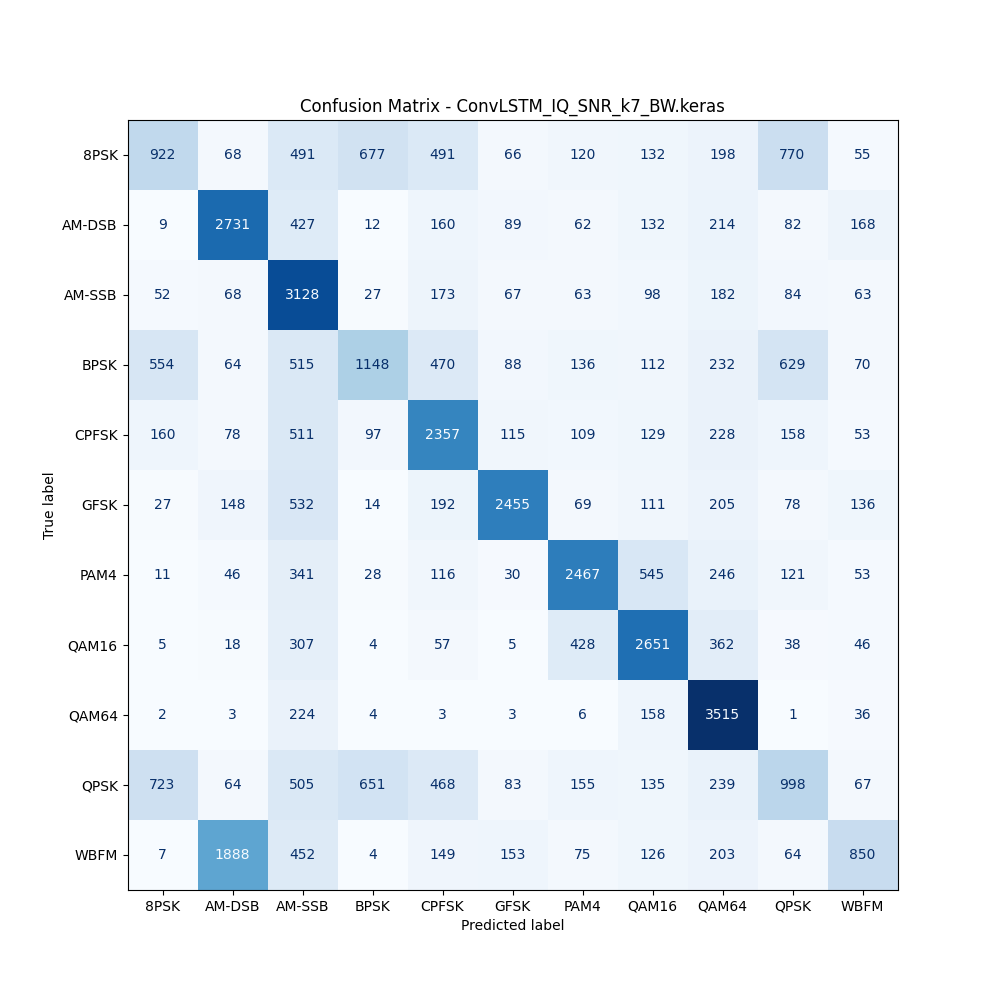 Confusion Matrix - ConvLSTM_IQ_SNR_k7_BW.keras
8PSK 922 68 491 677 491 66 120 132 198 770 55
AM-DSB 9 2731 427 12 160 89 62 132 214 82 168
AM-SSB 52 68 3128 27 173 67 63 98 182 84 63
BPSK 554 64 515 1148 470 88 136 112 232 629 70
CPFSK 160 78 511 97 2357 115 109 129 228 158 53
GFSK 27 148 532 14 192 2455 69 111 205 78 136
PAM4 11 46 341 28 116 30 2467 545 246 121 53
QAM16 5 18 307 4 57 5 428 2651 362 38 46
QAM64 2 3 224 4 3 3 6 158 3515 1 36
QPSK 723 64 505 651 468 83 155 135 239 998 67
WBFM 7 1888 452 4 149 153 75 126 203 64 850
8PSK AM-DSB AM-SSB BPSK CPFSK GFSK PAM4 QAM16 QAM64 QPSK WBFM
Predicted label
True label